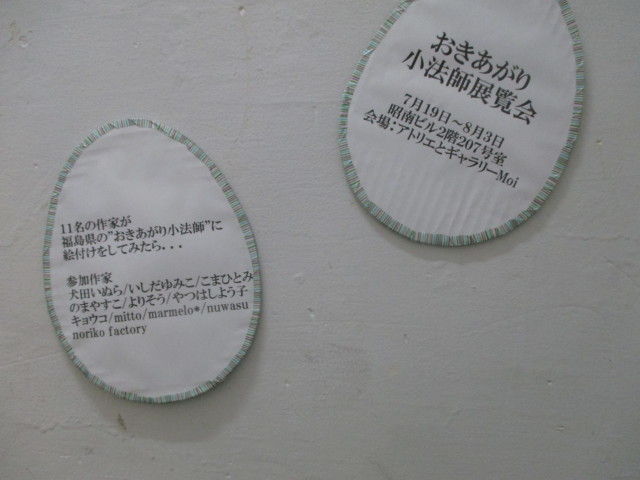 おきあがり
小法師展覧会
7月19日～8月3日
昭南ビル2階207号室
会場：アトリエとギャラリーMoi
11名の作家が
福島県の"おきあがり小法師"に
絵付けをしてみたら...
参加作家
犬田いぬら/いしだゆみこ/こまひとみ
のまやすこ/よりそう/やつはしよう子
キョウコ/mitto/marmelo*/nuwasu
noriko factory